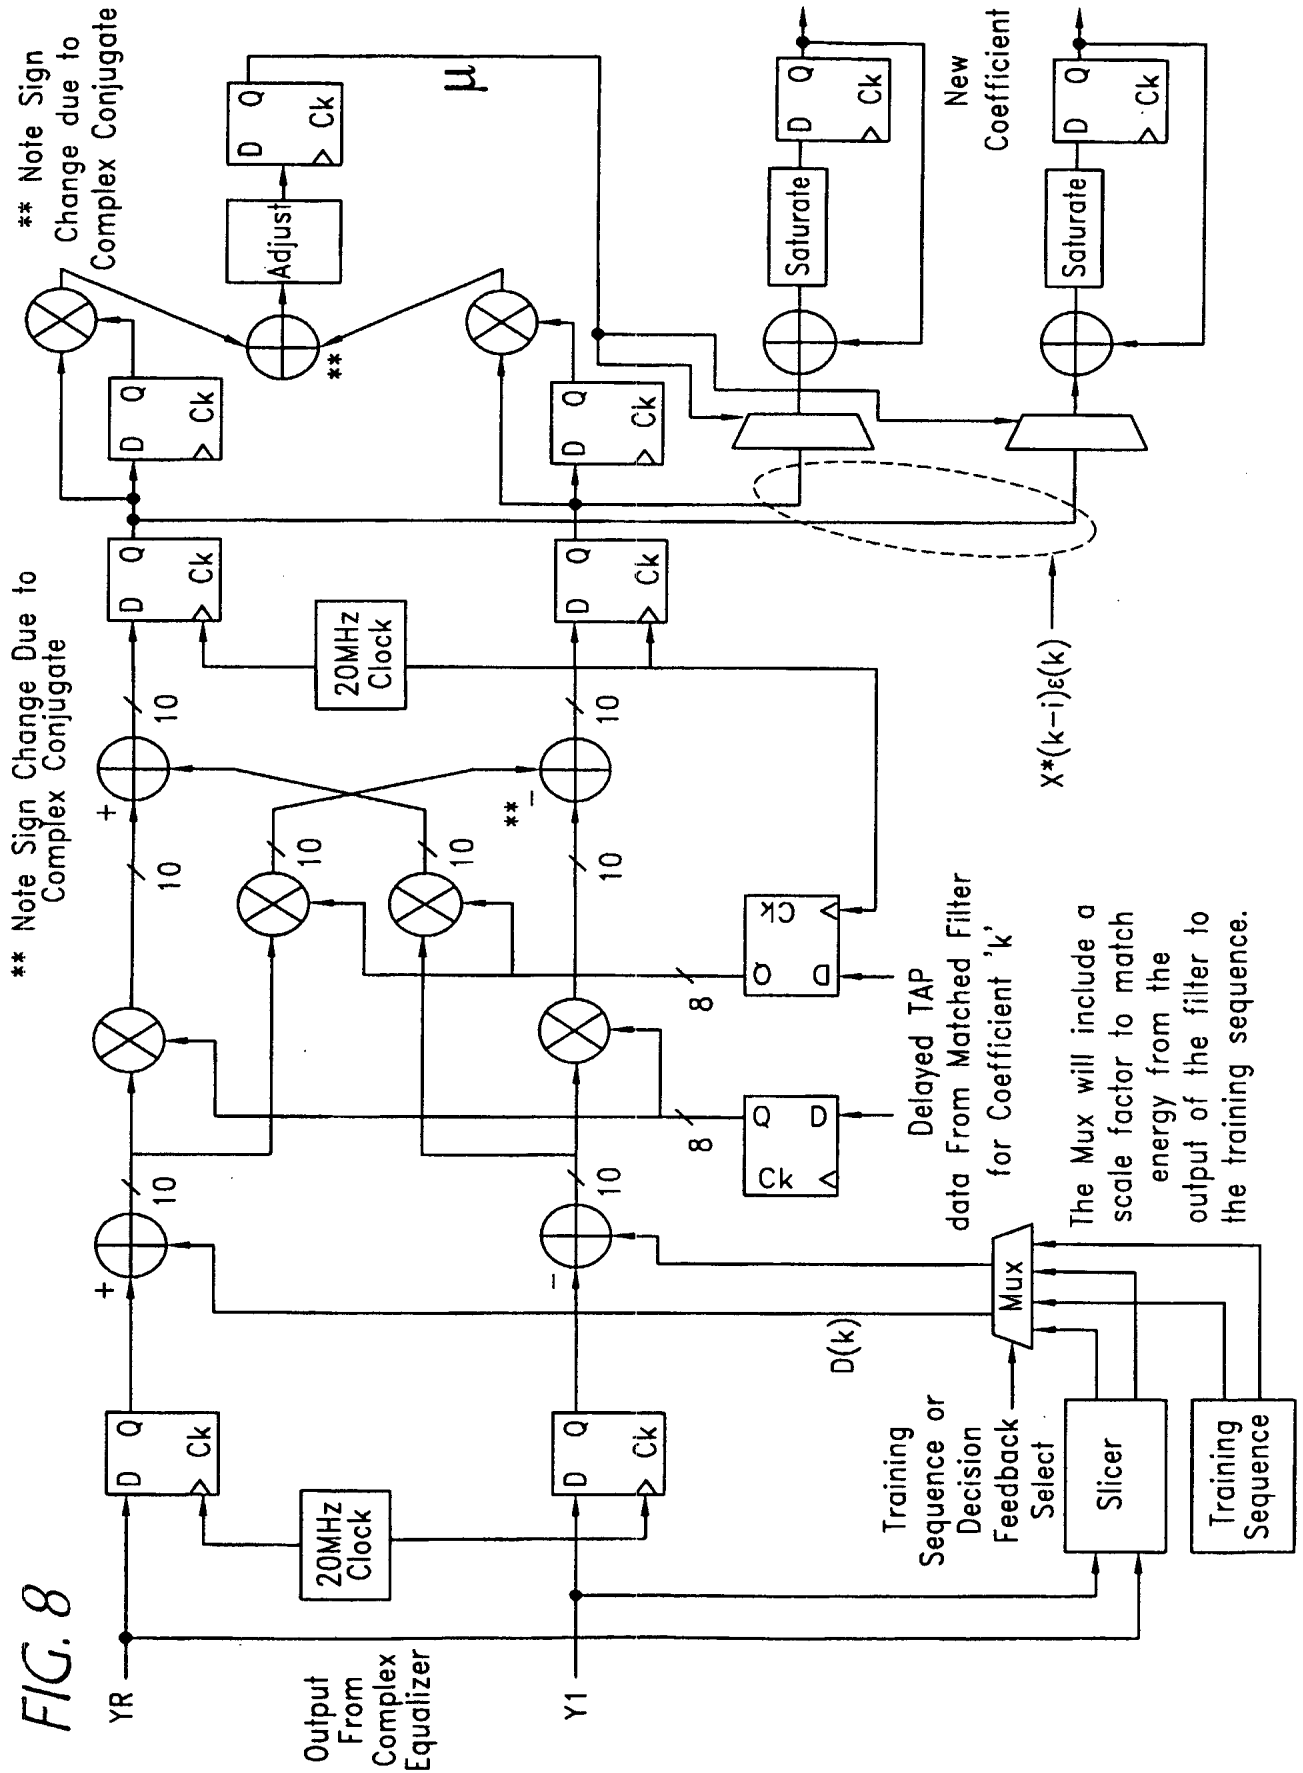 FIG. 8
** Note Sign Change Due to
Complex Conjugate
** Note Sign
Change due to
Complex Conjugate
YR
D Q
Ck
+
10
10
+
10
D Q
Ck
D Q
Ck
Adjust
D Q
Ck
**
µ
20MHz
Clock
10
10
20MHz
Clock
Output
From
Complex
Equalizer
Y1
D Q
Ck
−
10
10
** −
10
D Q
Ck
D Q
Ck
8
D Q
Ck
8
D Q
Ck
Saturate
D Q
Ck
D(k)
Delayed TAP
data From Matched Filter
for Coefficient 'k'
New
Coefficient
Training
Sequence or
Decision
Feedback
Select
Mux
Saturate
D Q
Ck
X*(k−i)ε(k)
Slicer
The Mux will include a
scale factor to match
energy from the
output of the filter to
the training sequence.
Training
Sequence